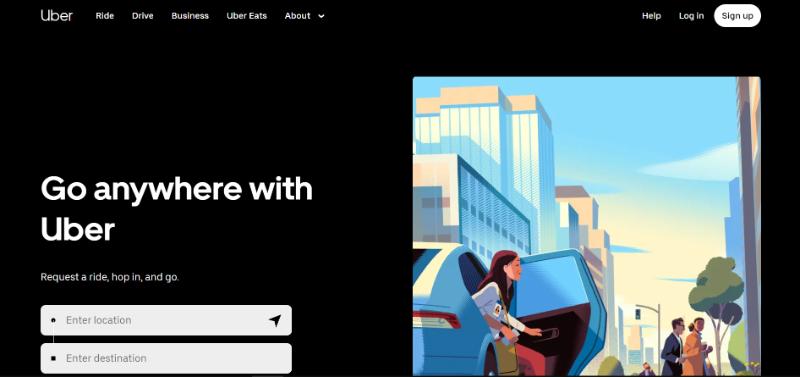 Uber Ride Drive Business Uber Eats About Help Log in Sign up
Go anywhere with
Uber
Request a ride, hop in, and go.
Enter location
Enter destination